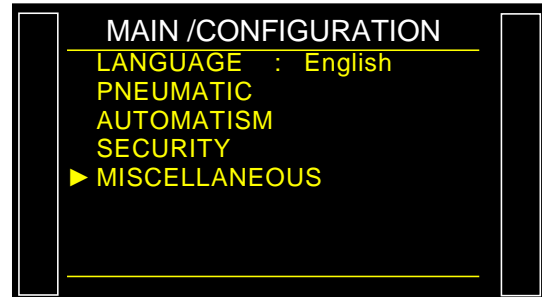 MAIN /CONFIGURATION
LANGUAGE : English
PNEUMATIC
AUTOMATISM
SECURITY
► MISCELLANEOUS